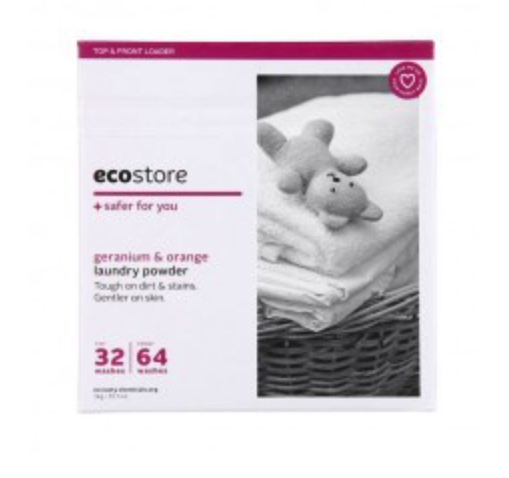 TOP & FRONT LOADER
ecostore
+ safer for you
geranium & orange
laundry powder
Tough on dirt & stains.
Gentler on skin.
32 64
washes washes